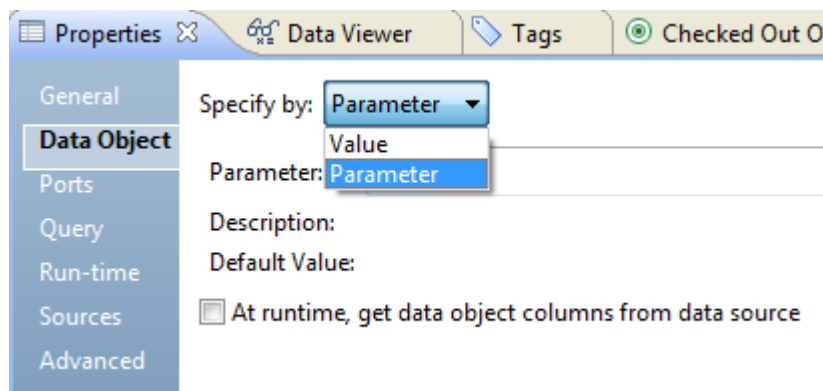 Properties Data Viewer Tags Checked Out O
General
Specify by: Parameter
Data Object
Value
Parameter: Parameter
Ports
Description:
Query
Default Value:
Run-time
At runtime, get data object columns from data source
Sources
Advanced